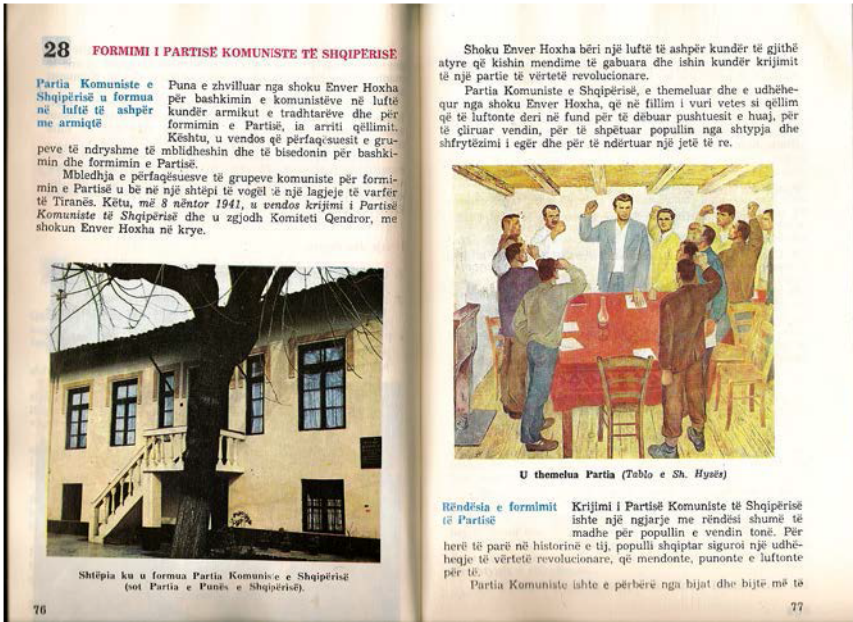 28 FORMIMI I PARTISË KOMUNISTE TË SHQIPËRISË
Partia Komuniste e
Shqipërisë u formua
në luftë të ashpër
me armiqtë
Puna e zhvilluar nga shoku Enver Hoxha
për bashkimin e komunistëve në luftë
kundër armikut e tradhtarëve dhe për
formimin e Partisë, ia arriti qëllimit.
Kështu, u vendos që përfaqësuesit e gru-
peve të ndryshme të mblidheshin dhe të bisedonin për bashki-
min dhe formimin e Partisë.
Mbledhja e përfaqësuesve të grupeve komuniste për formi-
min e Partisë u bë në një shtëpi të vogël të një lagjeje të varfër
të Tiranës. Këtu, më 8 nëntor 1941, u vendos krijimi i Partisë
Komuniste të Shqipërisë dhe u zgjodh Komiteti Qendror, me
shokun Enver Hoxha në krye.
Shtëpia ku u formua Partia Komuniste e Shqipërisë
(sot Partia e Punës e Shqipërisë).
76
Shoku Enver Hoxha bëri një luftë të ashpër kundër të gjithë
atyre që kishin mendime të gabuara dhe ishin kundër krijimit
të një partie të vërtetë revolucionare.
Partia Komuniste e Shqipërisë, e themeluar dhe e udhëhe-
qur nga shoku Enver Hoxha, që në fillim i vuri vetes si qëllim
që të luftonte deri në fund për të dëbuar pushtuesit e huaj, për
të çliruar vendin, për të shpëtuar popullin nga shtypja dhe
shfrytëzimi i egër dhe për të ndërtuar një jetë të re.
U themelua Partia (Tablo e Sh. Hysës)
Rëndësia e formimit
të Partisë
Krijimi i Partisë Komuniste të Shqipërisë
ishte një ngjarje me rëndësi shumë të
madhe për popullin e vendin tonë. Për
herë të parë në historinë e tij, populli shqiptar siguroi një udhë-
heqje të vërtetë revolucionare, që mendonte, punonte e luftonte
për të.
Partia Komuniste ishte e përbërë nga bijat dhe bijtë më të
77